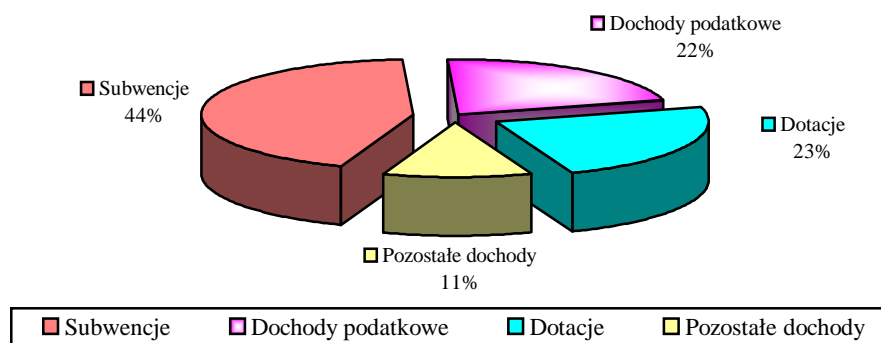 Dochody podatkowe
22%
Subwencje
44%
Dotacje
23%
Pozostałe dochody
11%
Subwencje Dochody podatkowe Dotacje Pozostałe dochody